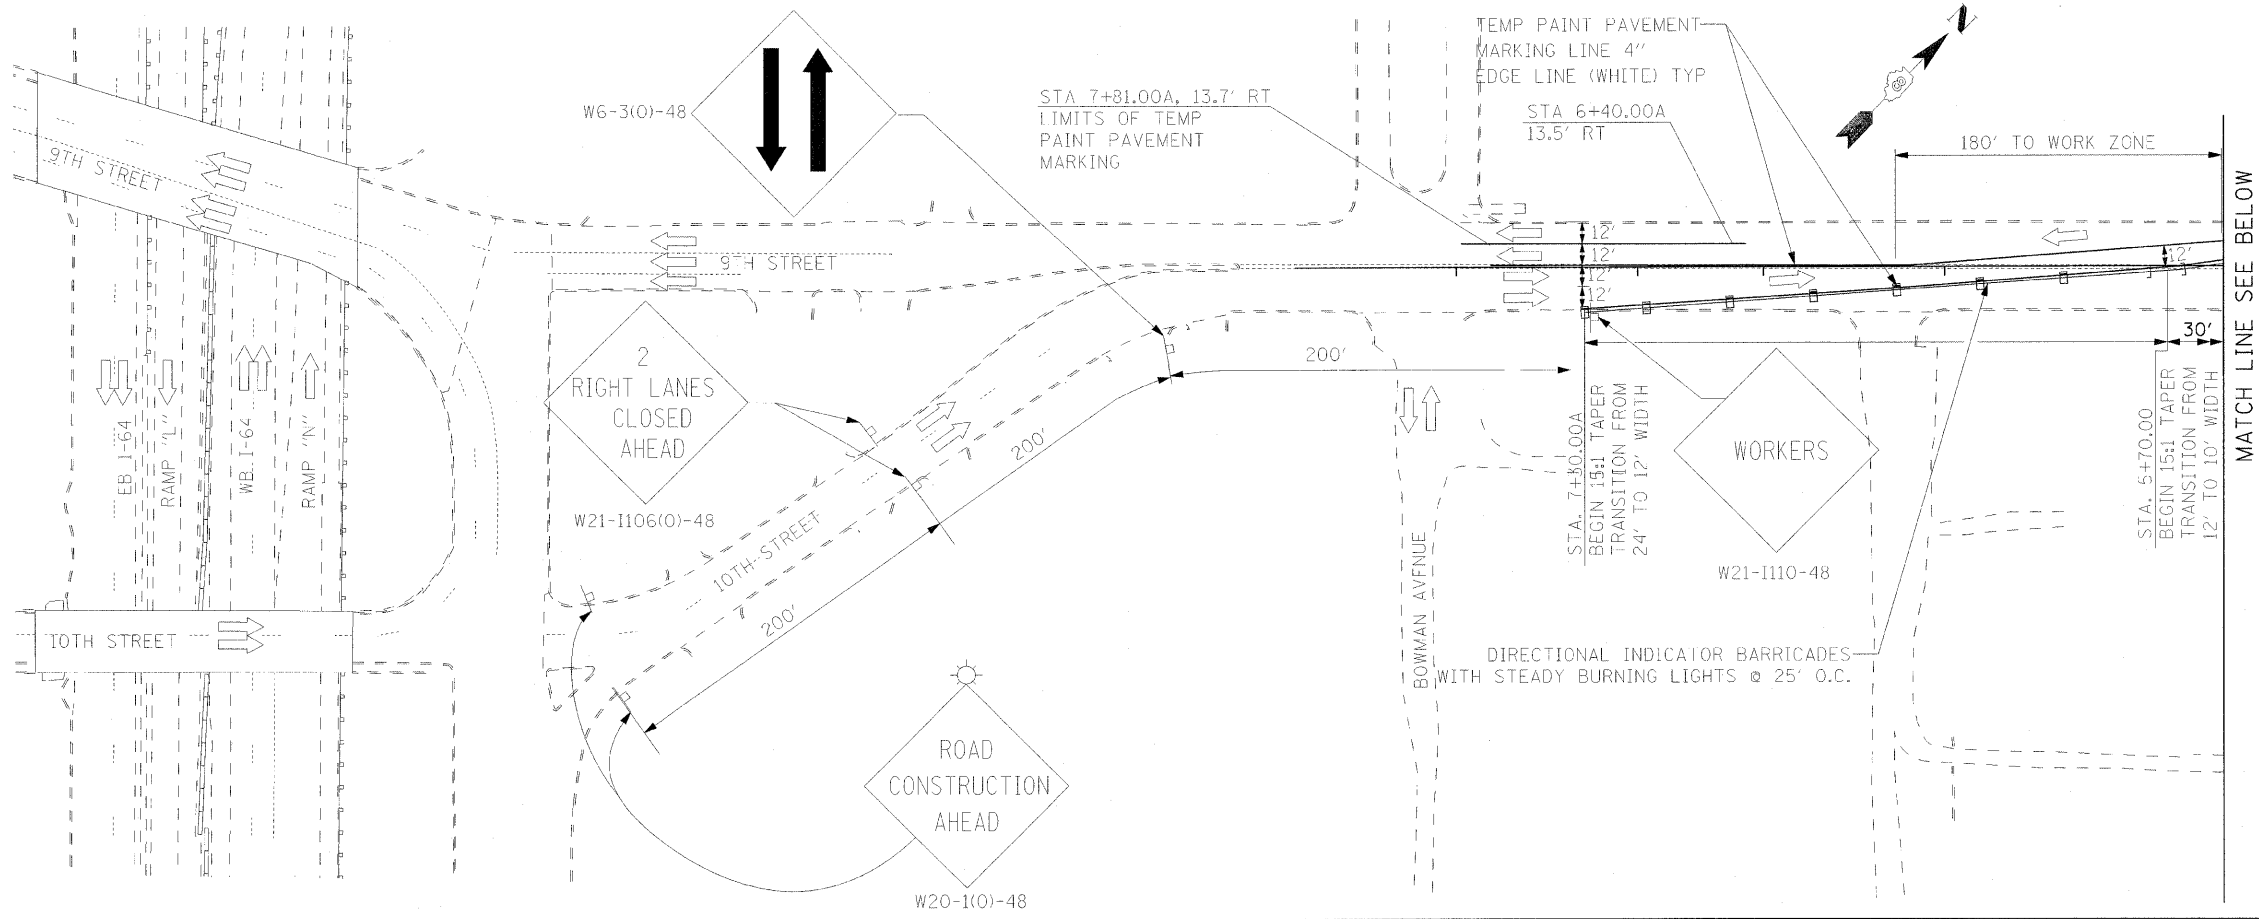 TEMP PAINT PAVEMENT
MARKING LINE 4"
EDGE LINE (WHITE) TYP
N
W6-3(O)-48
STA 7+81.00A, 13.7' RT
LIMITS OF TEMP
PAINT PAVEMENT
MARKING
STA 6+40.00A
13.5' RT
180' TO WORK ZONE
9TH STREET
9TH STREET
12'
12'
12'
12'
12'
MATCH LINE SEE BELOW
30'
200'
2
RIGHT LANES
CLOSED
AHEAD
W21-I106(O)-48
EB I-64
RAMP "L"
WB I-64
RAMP "N"
200'
10TH STREET
200'
10TH STREET
BOWMAN AVENUE
BEGIN 15:1 TAPER
TRANSITION FROM
24' TO 12' WIDTH
WORKERS
W21-I110-48
STA. 5+70.00
BEGIN 15:1 TAPER
TRANSITION FROM
12' TO 10' WIDTH
DIRECTIONAL INDICATOR BARRICADES
WITH STEADY BURNING LIGHTS @ 25' O.C.
ROAD
CONSTRUCTION
AHEAD
W20-1(O)-48